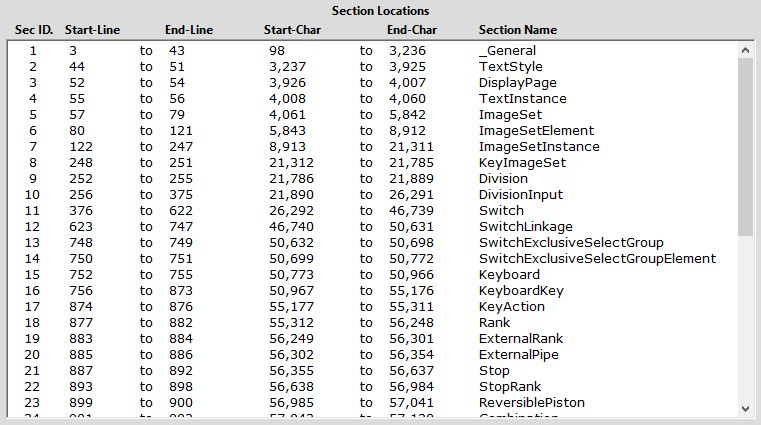 Section Locations
Sec ID. Start-Line End-Line Start-Char End-Char Section Name
1 3 to 43 98 to 3,236 _General
2 44 to 51 3,237 to 3,925 TextStyle
3 52 to 54 3,926 to 4,007 DisplayPage
4 55 to 56 4,008 to 4,060 TextInstance
5 57 to 79 4,061 to 5,842 ImageSet
6 80 to 121 5,843 to 8,912 ImageSetElement
7 122 to 247 8,913 to 21,311 ImageSetInstance
8 248 to 251 21,312 to 21,785 KeyImageSet
9 252 to 255 21,786 to 21,889 Division
10 256 to 375 21,890 to 26,291 DivisionInput
11 376 to 622 26,292 to 46,739 Switch
12 623 to 747 46,740 to 50,631 SwitchLinkage
13 748 to 749 50,632 to 50,698 SwitchExclusiveSelectGroup
14 750 to 751 50,699 to 50,772 SwitchExclusiveSelectGroupElement
15 752 to 755 50,773 to 50,966 Keyboard
16 756 to 873 50,967 to 55,176 KeyboardKey
17 874 to 876 55,177 to 55,311 KeyAction
18 877 to 882 55,312 to 56,248 Rank
19 883 to 884 56,249 to 56,301 ExternalRank
20 885 to 886 56,302 to 56,354 ExternalPipe
21 887 to 892 56,355 to 56,637 Stop
22 893 to 898 56,638 to 56,984 StopRank
23 899 to 900 56,985 to 57,041 ReversiblePiston